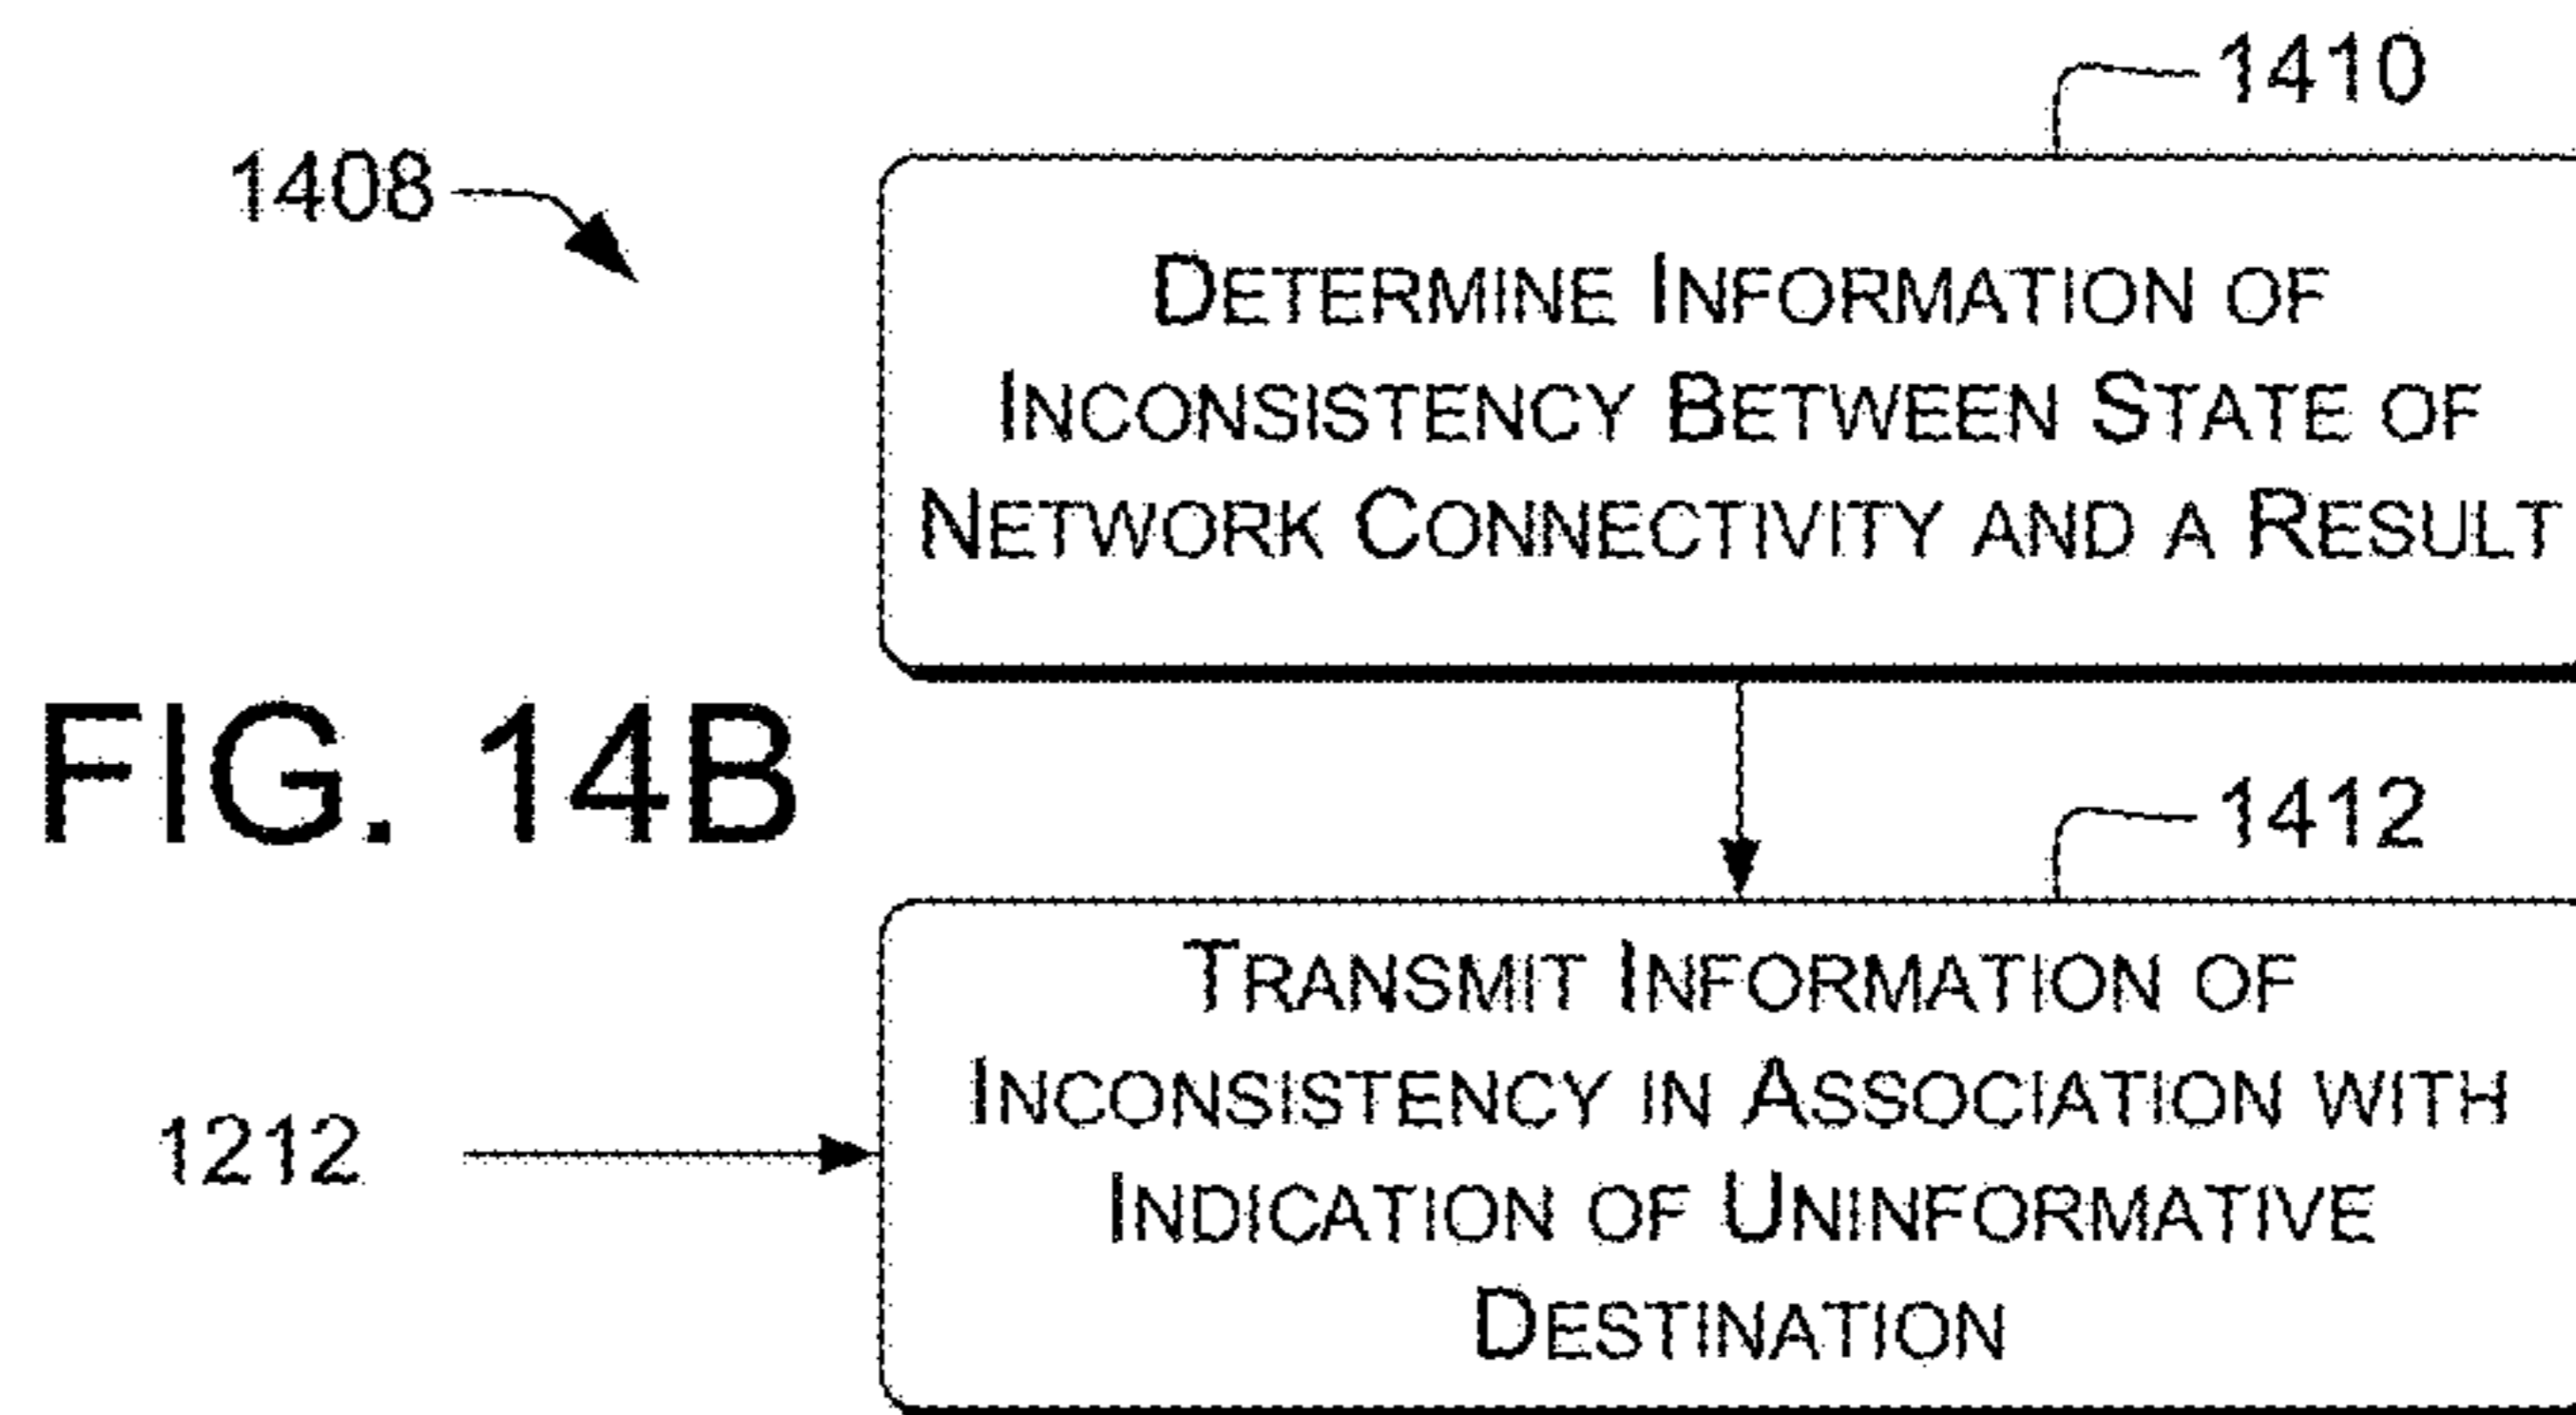 1410
1408
DETERMINE INFORMATION OF
INCONSISTENCY BETWEEN STATE OF
NETWORK CONNECTIVITY AND A RESULT
FIG. 14B
1412
TRANSMIT INFORMATION OF
INCONSISTENCY IN ASSOCIATION WITH
1212
INDICATION OF UNINFORMATIVE
DESTINATION